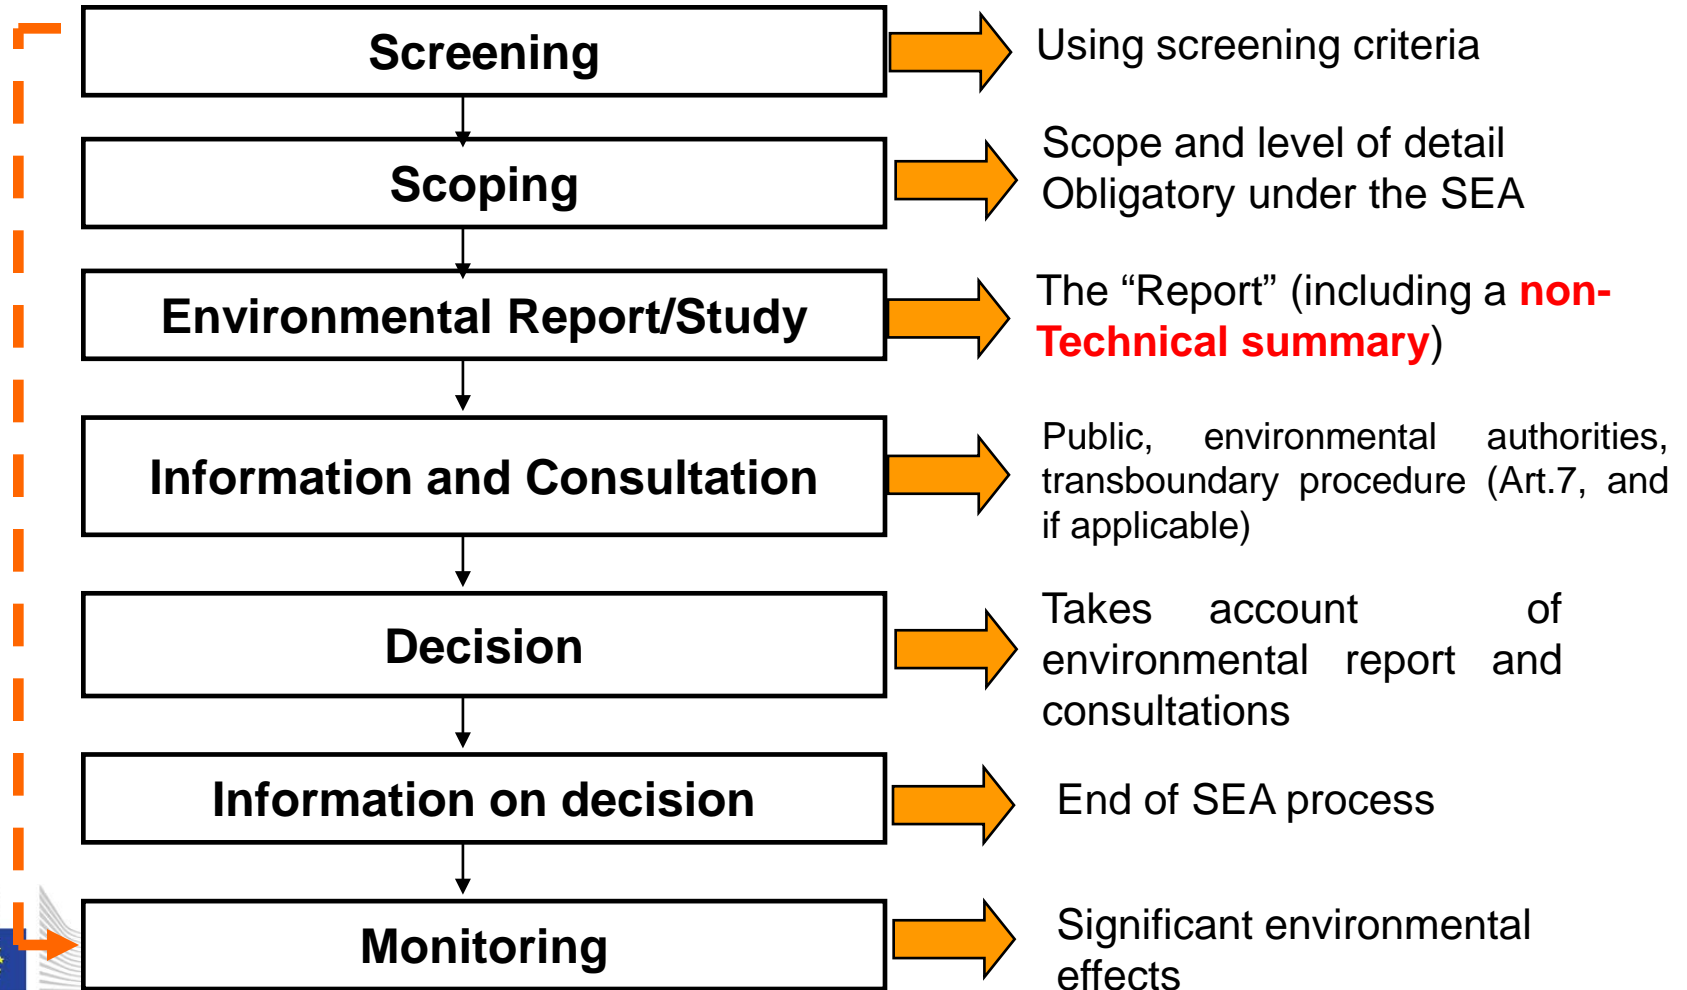 Screening
Using screening criteria
Scoping
Scope and level of detail
Obligatory under the SEA
Environmental Report/Study
The “Report” (including a non-
Technical summary)
Information and Consultation
Public, environmental authorities,
transboundary procedure (Art.7, and
if applicable)
Decision
Takes account of
environmental report and
consultations
Information on decision
End of SEA process
Monitoring
Significant environmental
effects